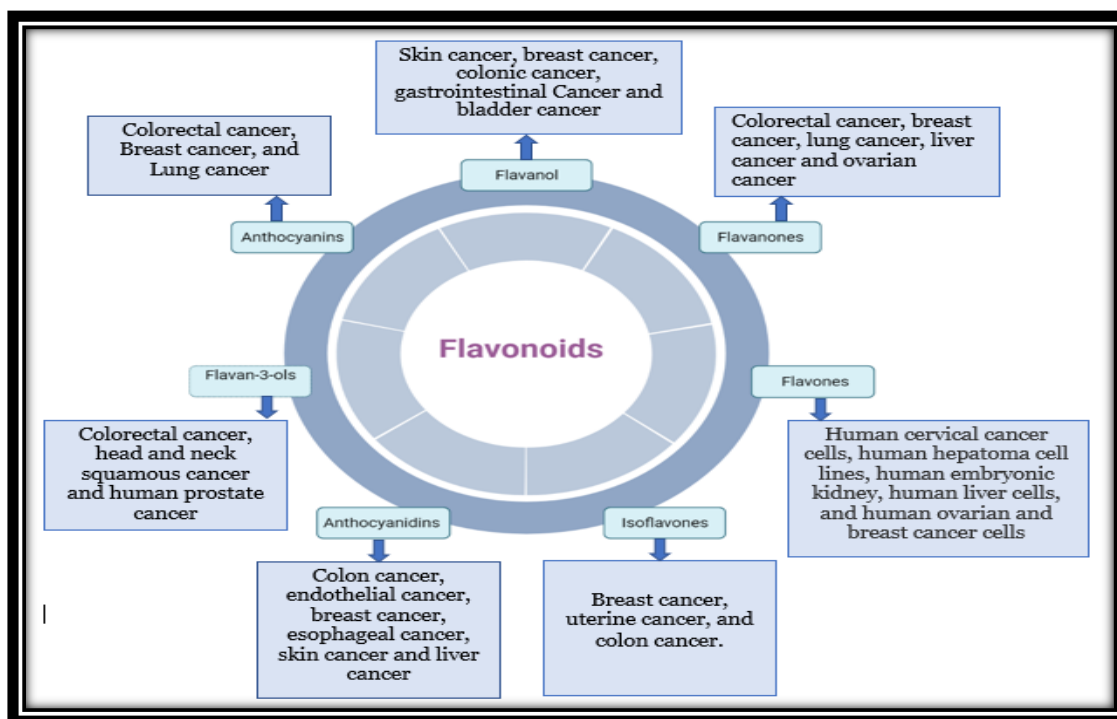 Skin cancer, breast cancer,
colonic cancer,
gastrointestinal Cancer and
bladder cancer
Colorectal cancer,
Breast cancer, and
Lung cancer
Colorectal cancer, breast
cancer, lung cancer, liver
cancer and ovarian
cancer
Flavanol
Anthocyanins
Flavanones
Flavonoids
Flavan-3-ols
Flavones
Colorectal cancer,
head and neck
squamous cancer
and human prostate
cancer
Human cervical cancer
cells, human hepatoma cell
lines, human embryonic
kidney, human liver cells,
and human ovarian and
breast cancer cells
Anthocyanidins
Isoflavones
Colon cancer,
endothelial cancer,
breast cancer,
esophageal cancer,
skin cancer and liver
cancer
Breast cancer,
uterine cancer, and
colon cancer.